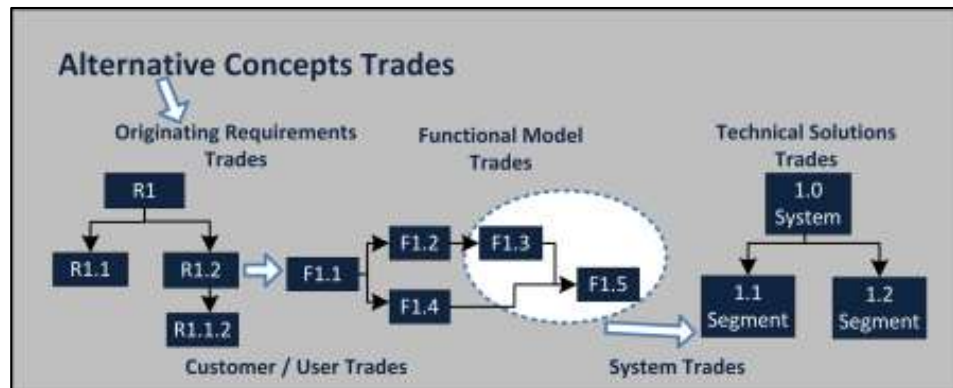 Alternative Concepts Trades
Originating Requirements
Trades
Functional Model
Trades
Technical Solutions
Trades
R1
R1.1
R1.2
R1.1.2
F1.1
F1.2
F1.3
F1.4
F1.5
1.0
System
1.1
Segment
1.2
Segment
Customer / User Trades
System Trades